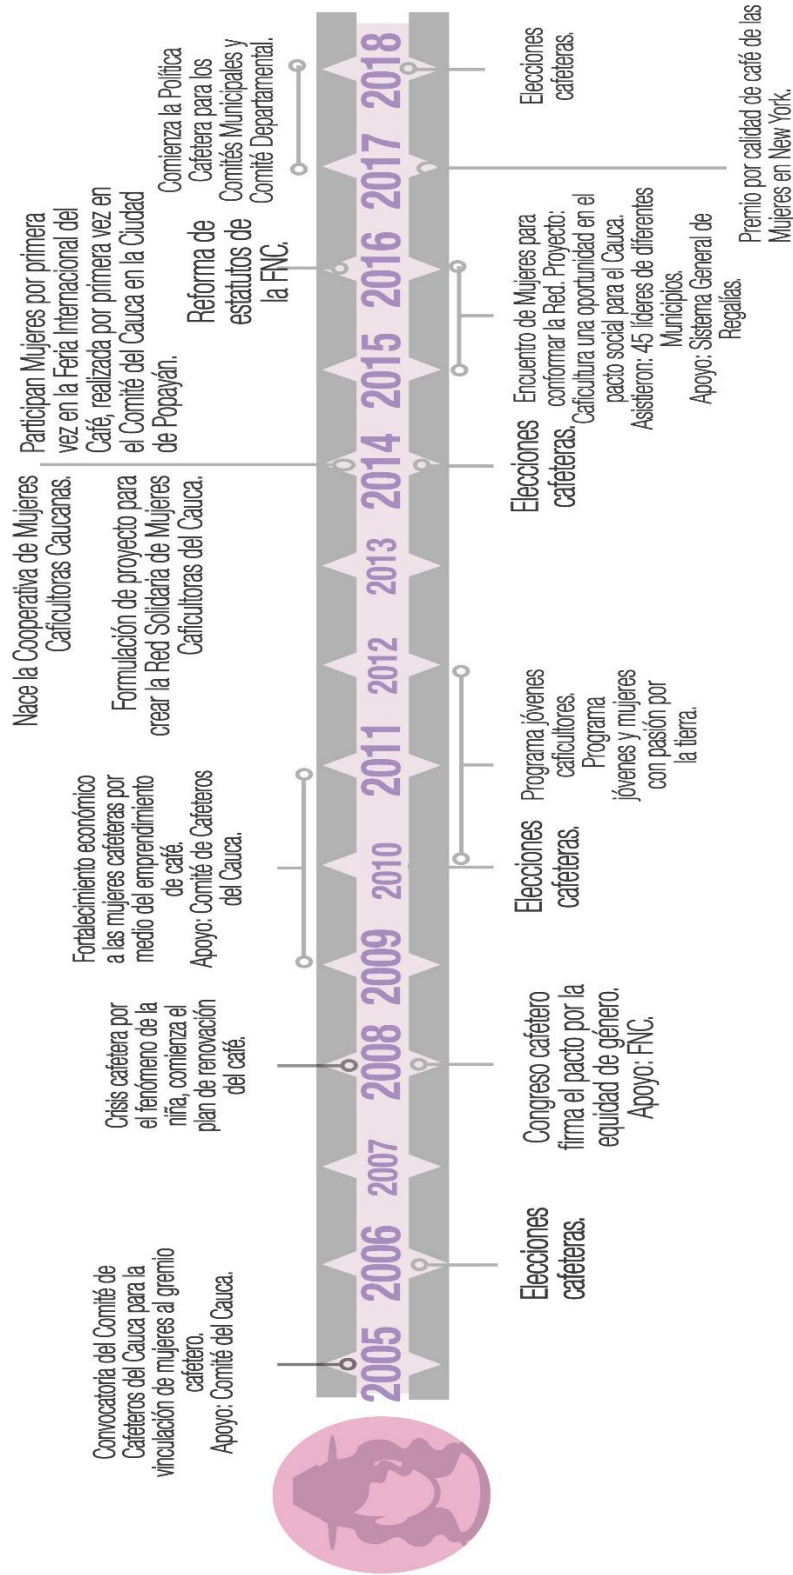 Convocatoria del Comité de
Cafeteros del Cauca para la
vinculación de mujeres al gremio
cafetero.
Apoyo: Comité del Cauca.
Crisis cafetera por
el fenómeno de la
niña, comienza el
plan de renovación
del café.
Fortalecimiento económico
a las mujeres cafeteras por
medio del emprendimiento
de café.
Apoyo: Comité de Cafeteros
del Cauca.
Nace la Cooperativa de Mujeres
Caficultoras Caucanas.
Formulación de proyecto para
crear la Red Solidaria de Mujeres
Caficultoras del Cauca.
Participan Mujeres por primera
vez en la Feria Internacional del
Café, realizada por primera vez en
el Comité del Cauca en la Ciudad
de Popayán.
Reforma de
estatutos de
la FNC.
Comienza la Política
Cafetera para los
Comités Municipales y
Comité Departamental.
2005 2006 2007 2008 2009 2010 2011 2012 2013 2014 2015 2016 2017 2018
Elecciones
cafeteras.
Congreso cafetero
firma el pacto por la
equidad de género.
Apoyo: FNC.
Elecciones
cafeteras.
Programa jóvenes
caficultores.
Programa
jóvenes y mujeres
con pasión por
la tierra.
Elecciones
cafeteras.
Encuentro de Mujeres para
conformar la Red. Proyecto:
Caficultura una oportunidad en el
pacto social para el Cauca.
Asistieron: 45 líderes de diferentes
Municipios.
Apoyo: Sistema General de
Regalías.
Premio por calidad de café de las
Mujeres en New York.
Elecciones
cafeteras.